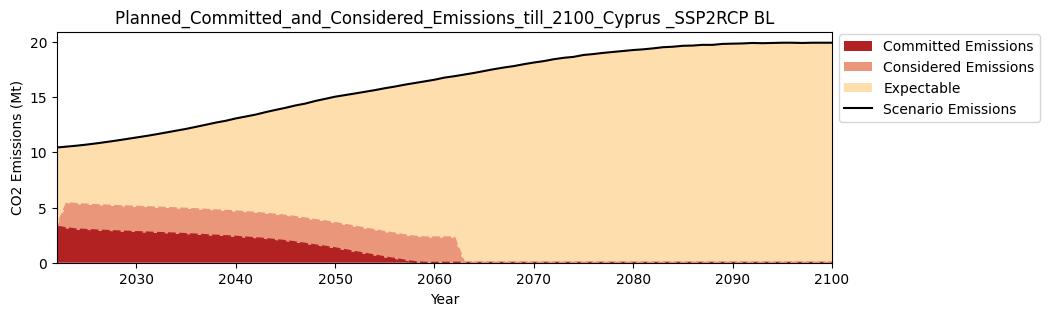 Planned_Committed_and_Considered_Emissions_till_2100_Cyprus _SSP2RCP BL
CO2 Emissions (Mt)
20
15
10
5
0
2030 2040 2050 2060 2070 2080 2090 2100
Year
Committed Emissions
Considered Emissions
Expectable
Scenario Emissions